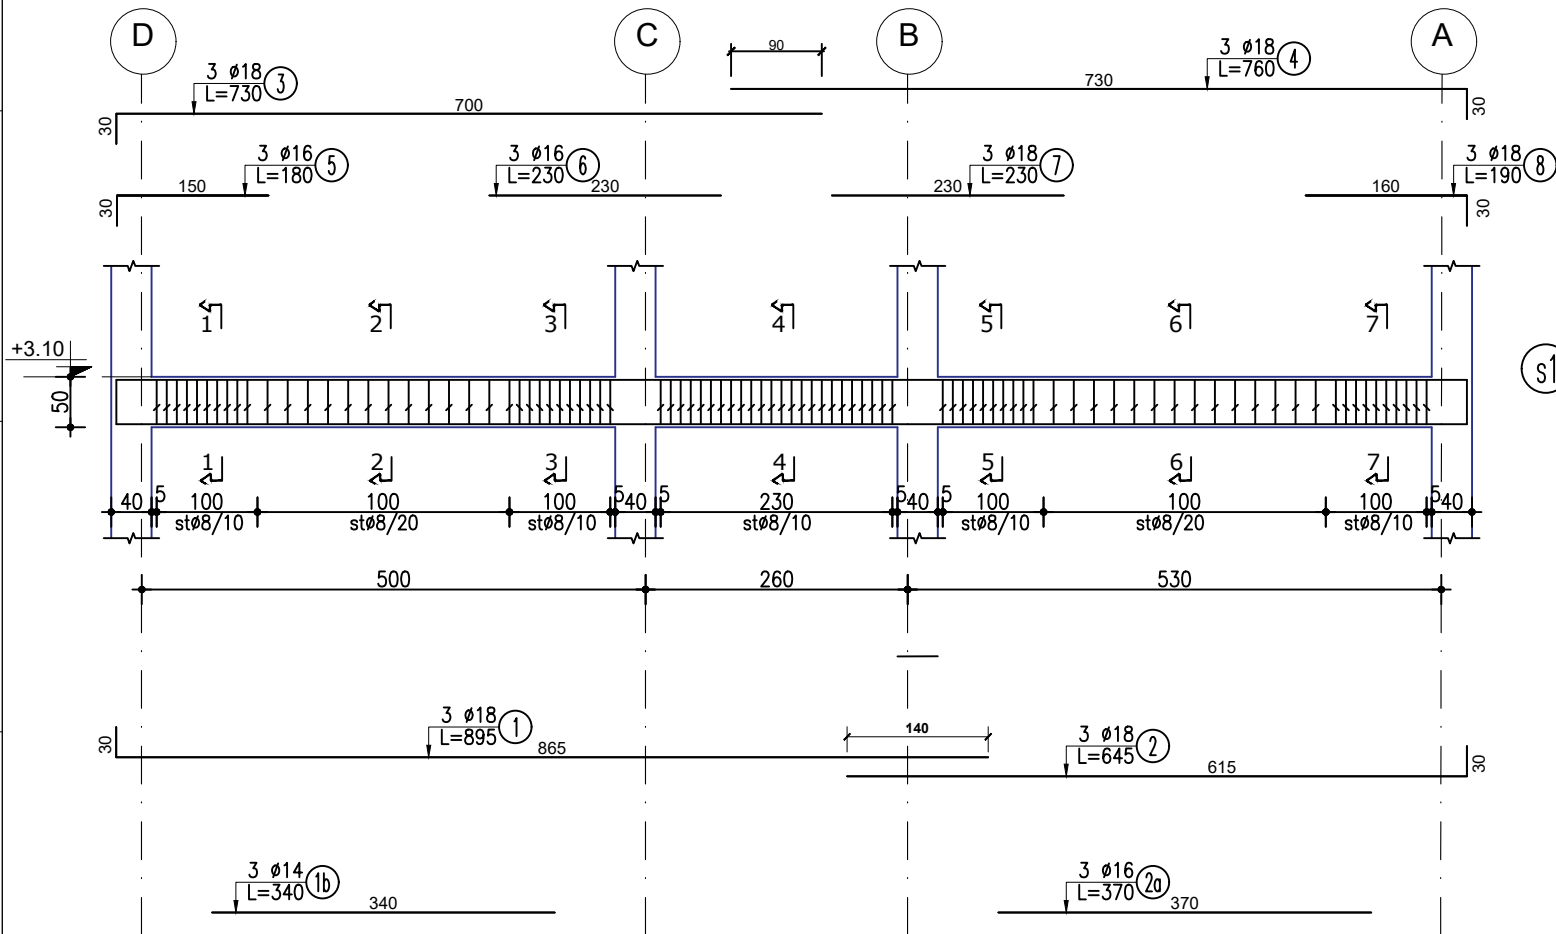 D C B A
90
3 ø18 3
L=730
3 ø18 4
L=760
730
700
30
30
3 ø16 5
L=180
3 ø16 6
L=230
3 ø18 7
L=230
3 ø18 8
L=190
150
230
230
160
30
30
1 2 3 4 5 6 7
+3.10
s1
50
1 2 3 4 5 6 7
40 5 100 100 100 5 40 5 230 5 40 5 100 100 100 5 40
stø8/10 stø8/20 stø8/10 stø8/10 stø8/10 stø8/20 stø8/10
500 260 530
3 ø18 1
L=895
865
30
140
3 ø18 2
L=645
615
30
3 ø14 1b
L=340
340
3 ø16 2a
L=370
370